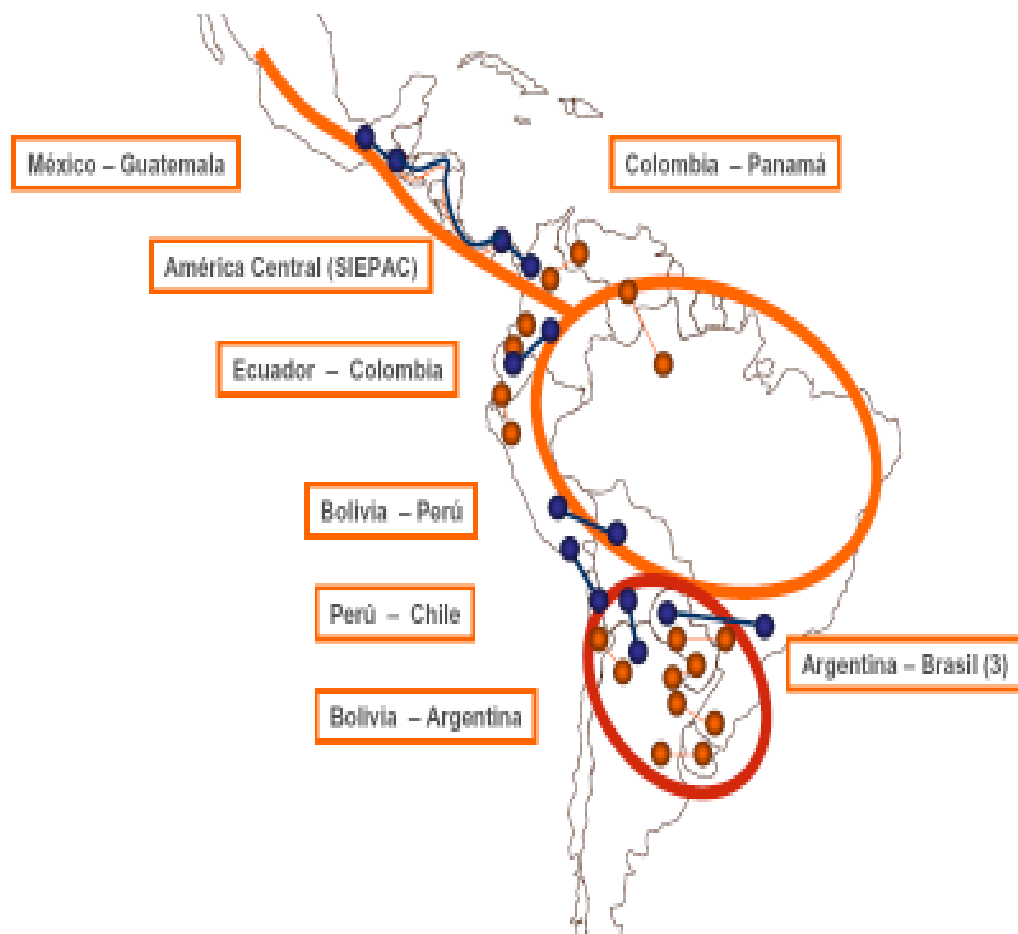 México – Guatemala
Colombia – Panamá
América Central (SIEPAC)
Ecuador – Colombia
Bolivia – Perú
Perú – Chile
Argentina – Brasil (3)
Bolivia – Argentina